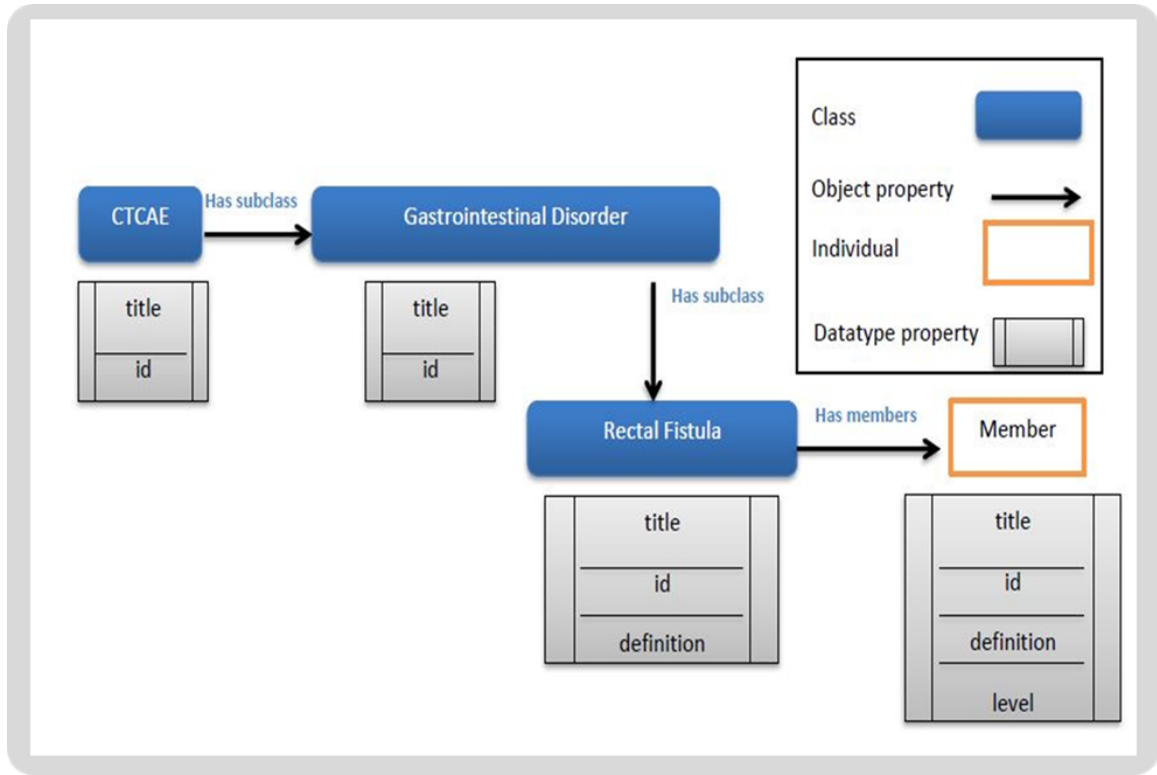 Class
Object property
Individual
Datatype property
CTCAE
Has subclass
Gastrointestinal Disorder
title
id
title
id
Has subclass
Rectal Fistula
Has members
Member
title
id
definition
title
id
definition
level